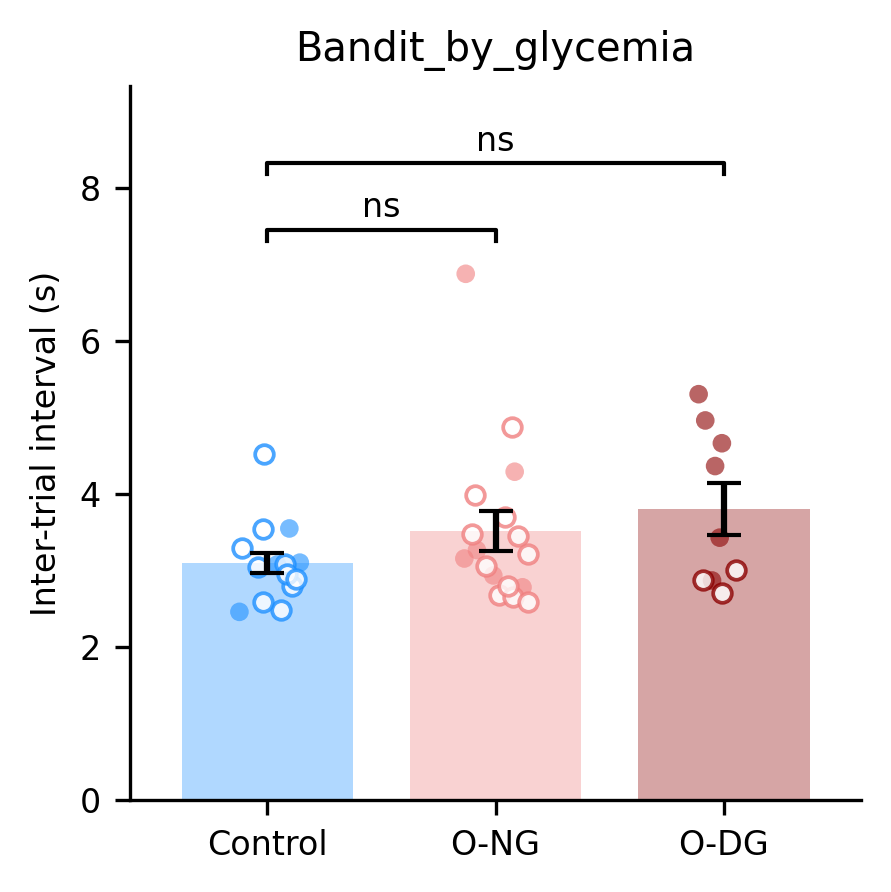 Bandit_by_glycemia
ns
ns
Inter-trial interval (s)
8
6
4
2
0
Control
O-NG
O-DG